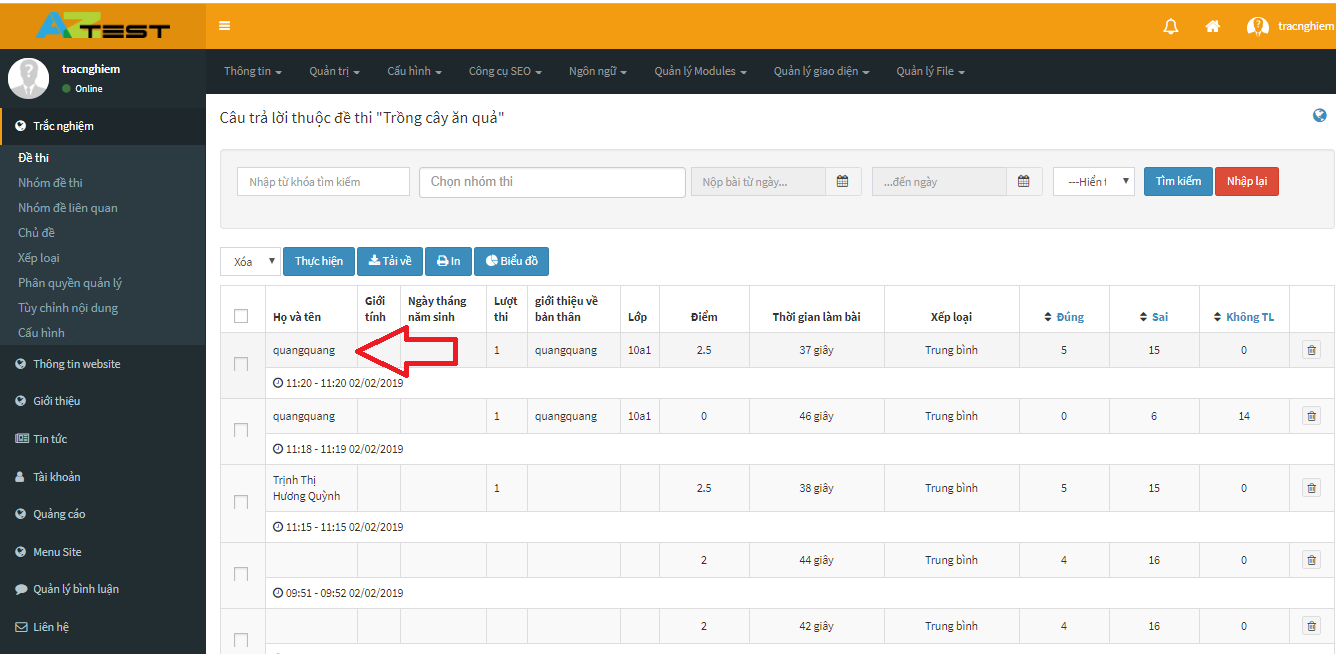 AZTEST
tracnghiem
tracnghiem
Online
Thông tin
Quản trị
Cấu hình
Công cụ SEO
Ngôn ngữ
Quản lý Modules
Quản lý giao diện
Quản lý File
Trắc nghiệm
Đề thi
Nhóm đề thi
Nhóm đề liên quan
Chủ đề
Xếp loại
Phân quyền quản lý
Tùy chỉnh nội dung
Cấu hình
Thông tin website
Giới thiệu
Tin tức
Tài khoản
Quảng cáo
Menu Site
Quản lý bình luận
Liên hệ
Câu trả lời thuộc đề thi "Trồng cây ăn quả"
Nhập từ khóa tìm kiếm
Chọn nhóm thi
Nộp bài từ ngày...
...đến ngày
---Hiển t
Tìm kiếm
Nhập lại
Xóa
Thực hiện
Tải về
In
Biểu đồ
Họ và tên
Giới
tính
Ngày tháng
năm sinh
Lượt
thi
giới thiệu về
bản thân
Lớp
Điểm
Thời gian làm bài
Xếp loại
Đúng
Sai
Không TL
quangquang 1 quangquang 10a1 2.5 37 giây Trung bình 5 15 0
11:20 - 11:20 02/02/2019
quangquang 1 quangquang 10a1 0 46 giây Trung bình 0 6 14
11:18 - 11:19 02/02/2019
Trịnh Thị
Hương Quỳnh 1 2.5 38 giây Trung bình 5 15 0
11:15 - 11:15 02/02/2019
2 44 giây Trung bình 4 16 0
09:51 - 09:52 02/02/2019
2 42 giây Trung bình 4 16 0